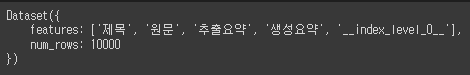 Dataset({
    features: ['제목', '원문', '추출요약', '생성요약', '__index_level_0__'],
    num_rows: 10000
})